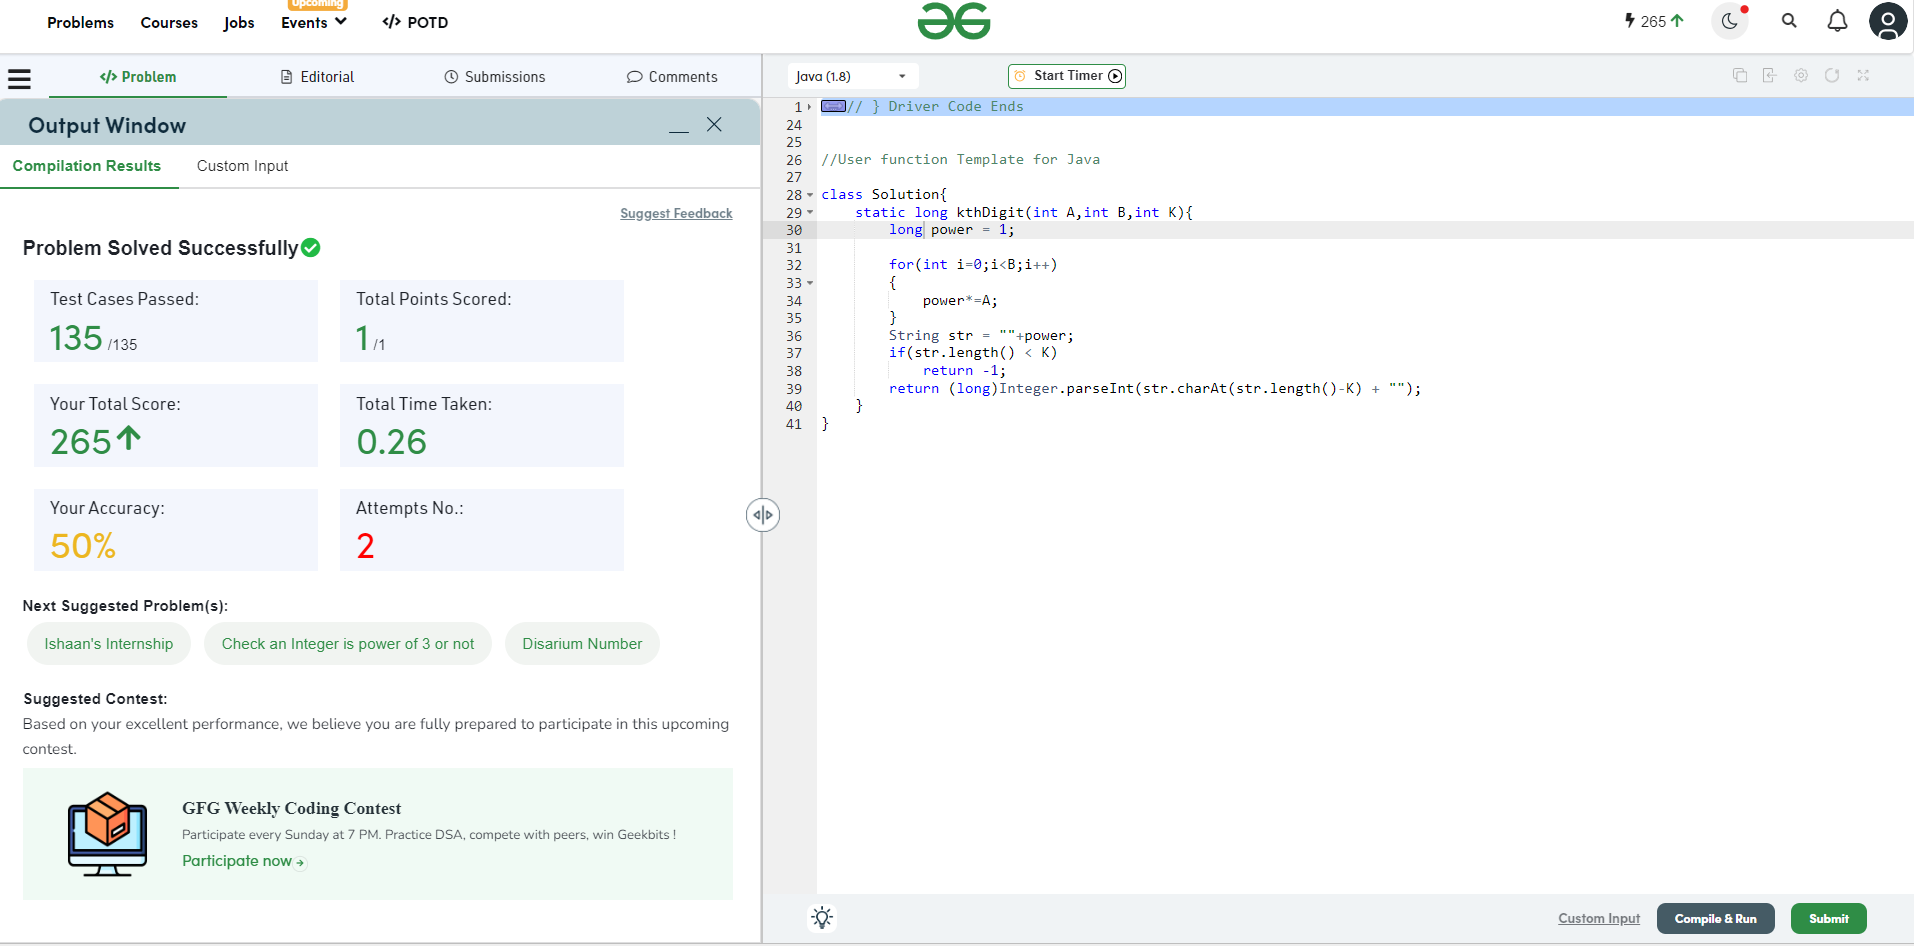 Problems Courses Jobs Events POTD
Upcoming
265
Problem Editorial Submissions Comments
Output Window
Compilation Results Custom Input
Suggest Feedback
Problem Solved Successfully
Test Cases Passed:
135 /135
Total Points Scored:
1 /1
Your Total Score:
265
Total Time Taken:
0.26
Your Accuracy:
50%
Attempts No.:
2
Next Suggested Problem(s):
Ishaan's Internship
Check an Integer is power of 3 or not
Disarium Number
Suggested Contest:
Based on your excellent performance, we believe you are fully prepared to participate in this upcoming
contest.
GFG Weekly Coding Contest
Participate every Sunday at 7 PM. Practice DSA, compete with peers, win Geekbits !
Participate now
Java (1.8)
Start Timer
1 // } Driver Code Ends
24
25
26 //User function Template for Java
27
28 class Solution{
29 static long kthDigit(int A,int B,int K){
30 long power = 1;
31
32 for(int i=0;i<B;i++)
33 {
34 power*=A;
35 }
36 String str = ""+power;
37 if(str.length() < K)
38 return -1;
39 return (long)Integer.parseInt(str.charAt(str.length()-K) + "");
40 }
41 }
Custom Input
Compile & Run
Submit